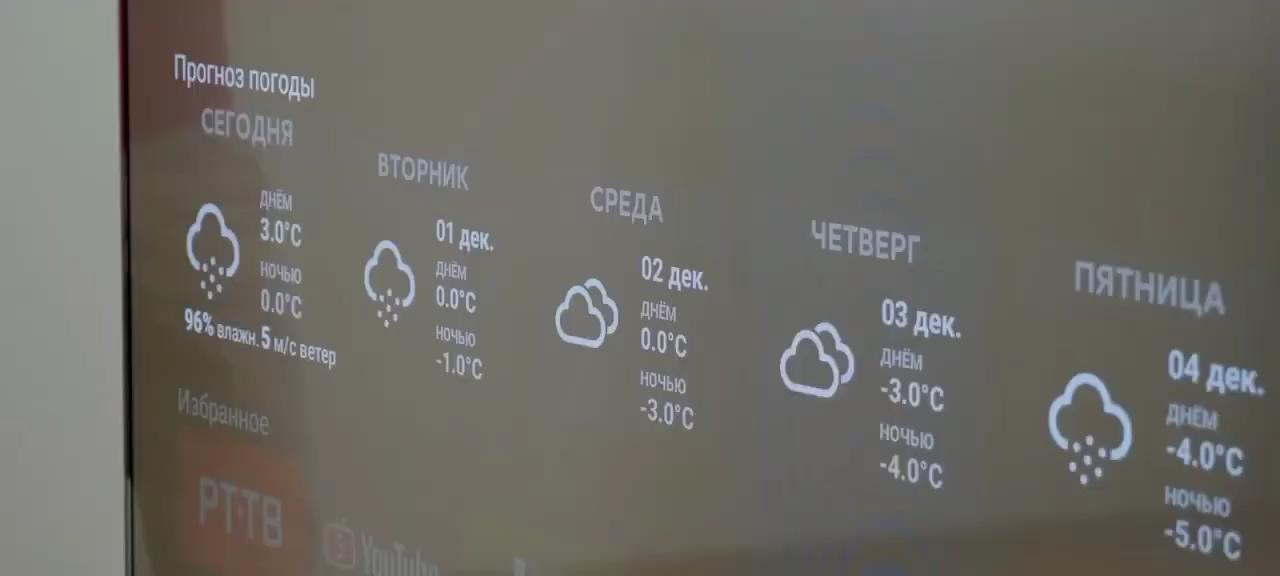 Прогноз погоды
СЕГОДНЯ
ДНЁМ
3.0°C
НОЧЬЮ
0.0°C
96% влажн. 5 м/с ветер
ВТОРНИК
01 дек.
ДНЁМ
0.0°C
НОЧЬЮ
-1.0°C
СРЕДА
02 дек.
ДНЁМ
0.0°C
НОЧЬЮ
-3.0°C
ЧЕТВЕРГ
03 дек.
ДНЁМ
-3.0°C
НОЧЬЮ
-4.0°C
ПЯТНИЦА
04 дек.
ДНЁМ
-4.0°C
НОЧЬЮ
-5.0°C
Избранное
РТ·ТВ
YouTube